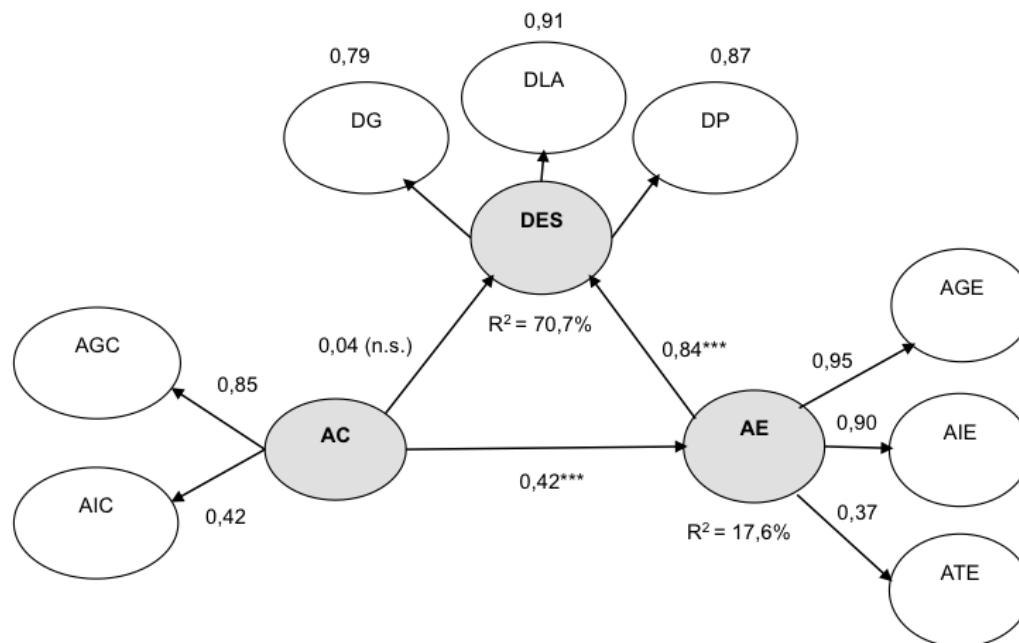 0,91
0,79
0,87
DLA
DG
DP
DES
AGE
R² = 70,7%
AGC
0,04 (n.s.)
0,84***
0,95
0,85
AC
AE
0,90
AIE
0,42***
AIC
0,42
0,37
R² = 17,6%
ATE